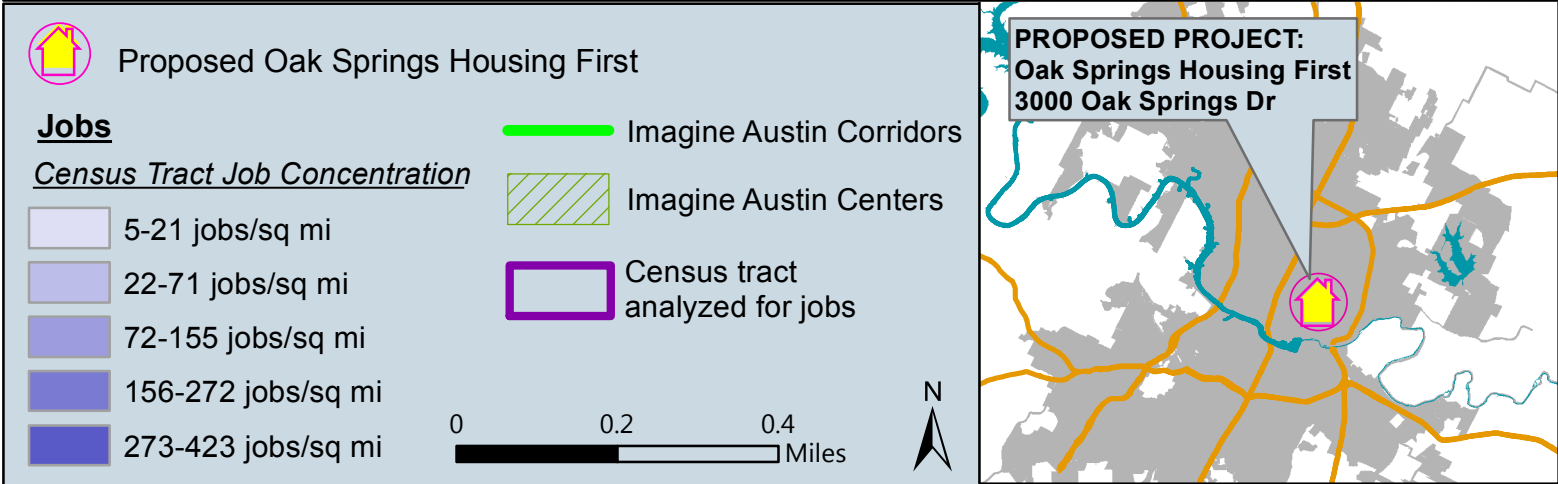 Proposed Oak Springs Housing First
Jobs
Census Tract Job Concentration
5-21 jobs/sq mi
22-71 jobs/sq mi
72-155 jobs/sq mi
156-272 jobs/sq mi
273-423 jobs/sq mi
Imagine Austin Corridors
Imagine Austin Centers
Census tract
analyzed for jobs
0 0.2 0.4
Miles
N
PROPOSED PROJECT:
Oak Springs Housing First
3000 Oak Springs Dr